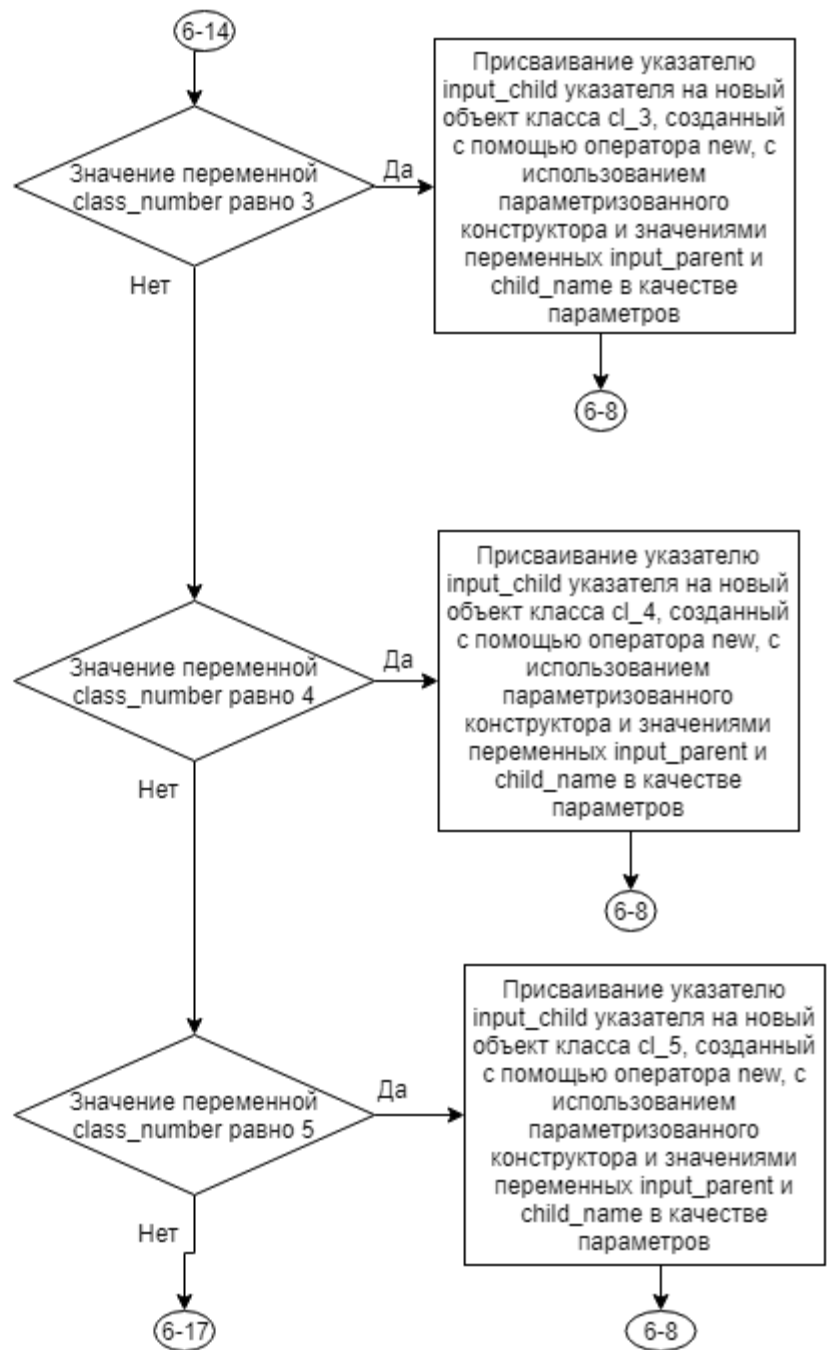 6-14
Присваивание указателю
input_child указателя на новый
объект класса cl_3, созданный
с помощью оператора new, с
использованием
параметризованного
конструктора и значениями
переменных input_parent и
child_name в качестве
параметров
Значение переменной
class_number равно 3
Да
Нет
6-8
Присваивание указателю
input_child указателя на новый
объект класса cl_4, созданный
с помощью оператора new, с
использованием
параметризованного
конструктора и значениями
переменных input_parent и
child_name в качестве
параметров
Значение переменной
class_number равно 4
Да
Нет
6-8
Присваивание указателю
input_child указателя на новый
объект класса cl_5, созданный
с помощью оператора new, с
использованием
параметризованного
конструктора и значениями
переменных input_parent и
child_name в качестве
параметров
Значение переменной
class_number равно 5
Да
Нет
6-17
6-8